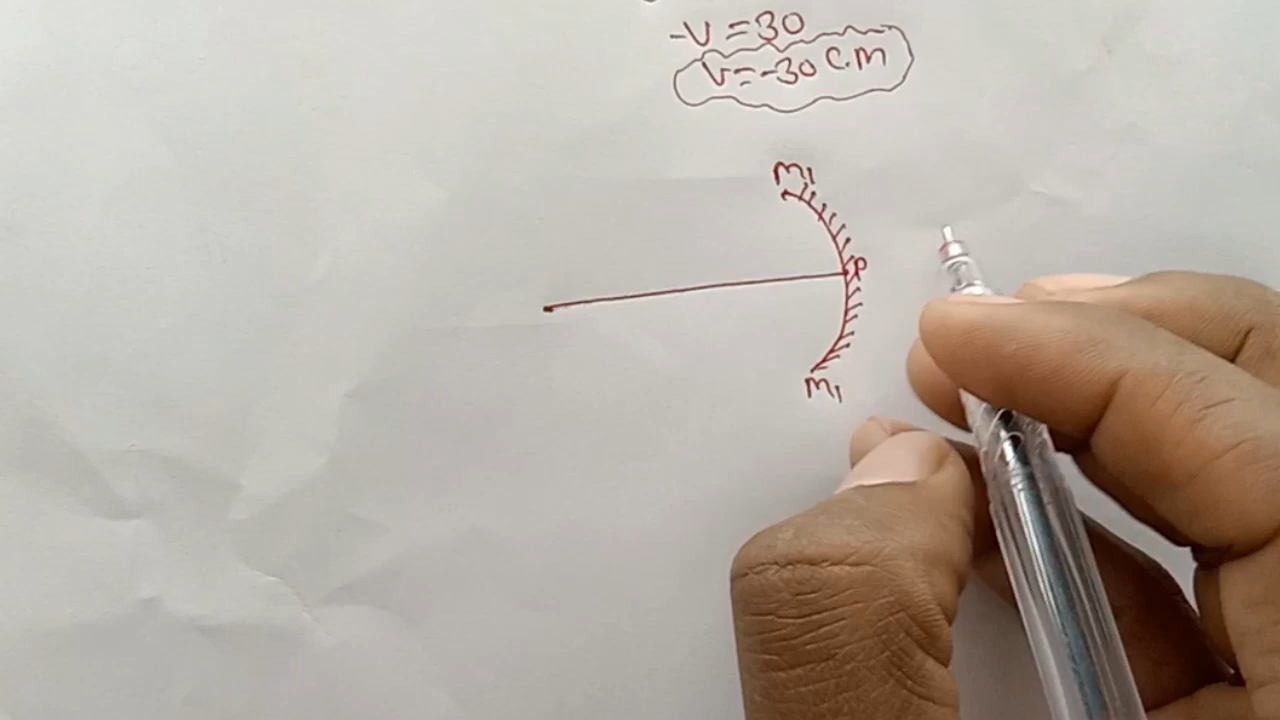 -V = 30
V = -30 C.m
M1
P
M1